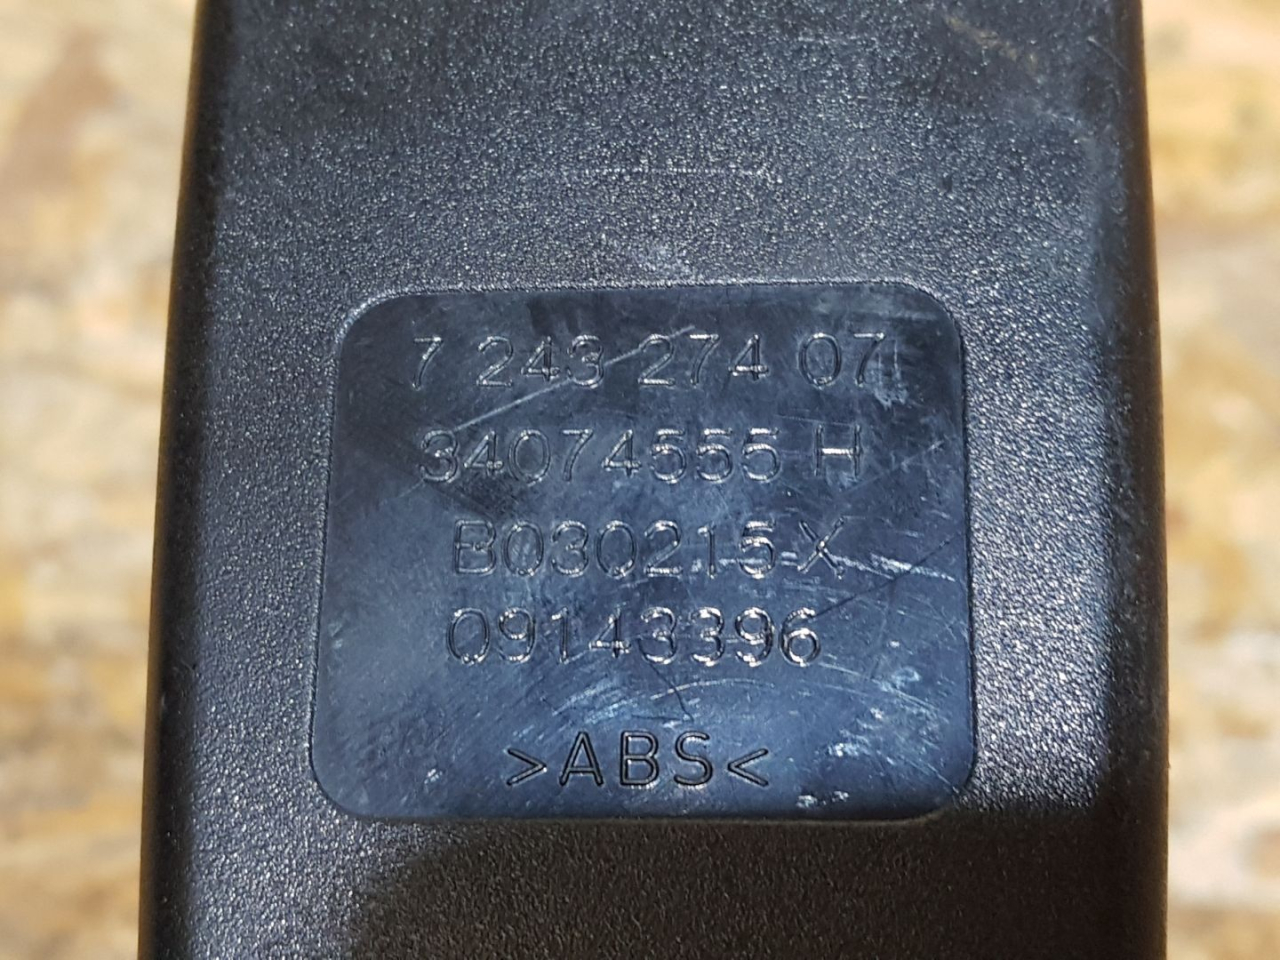 7 243 274 07
34074555 H
B030215 X
09143396
>ABS<